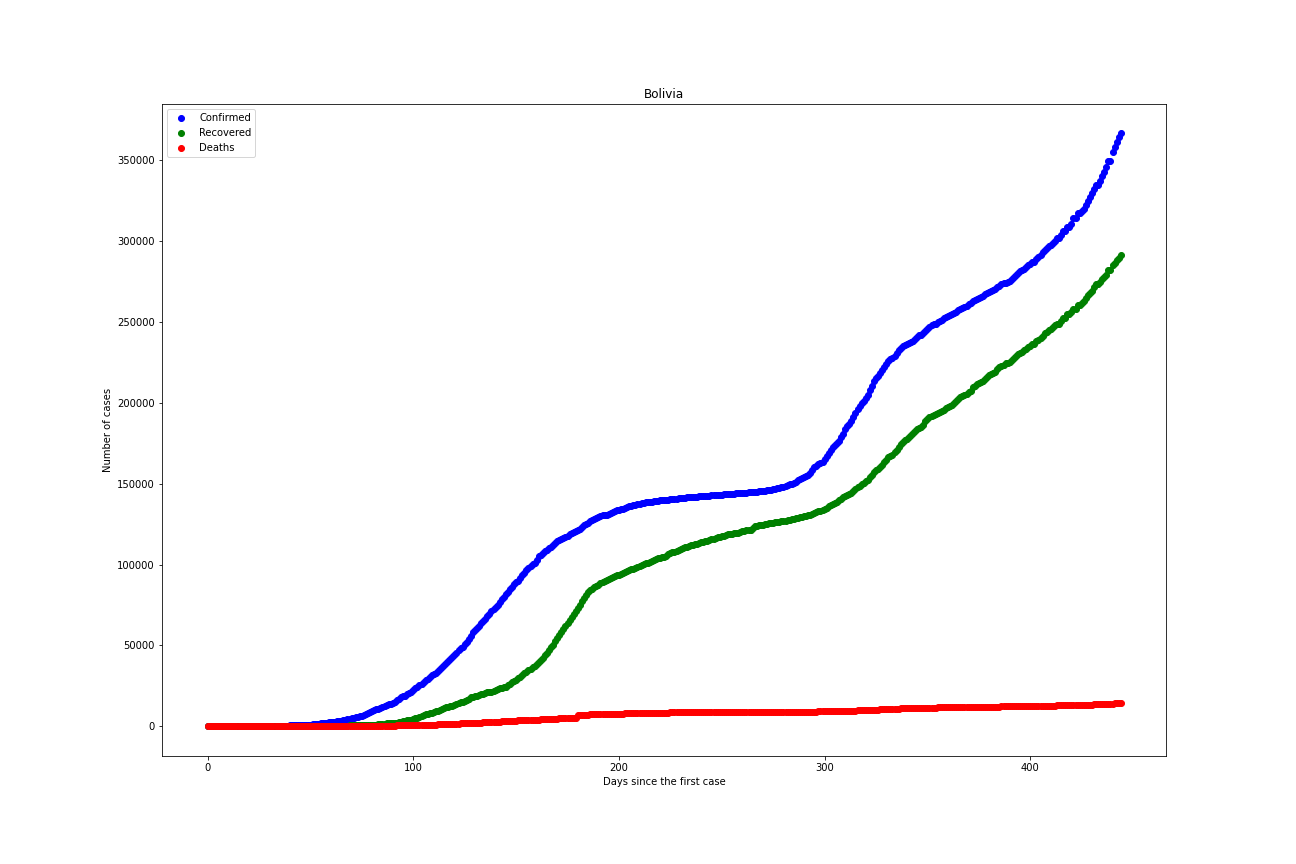 Bolivia
Confirmed
Recovered
Deaths
350000
300000
250000
200000
150000
100000
50000
0
Number of cases
0 100 200 300 400
Days since the first case